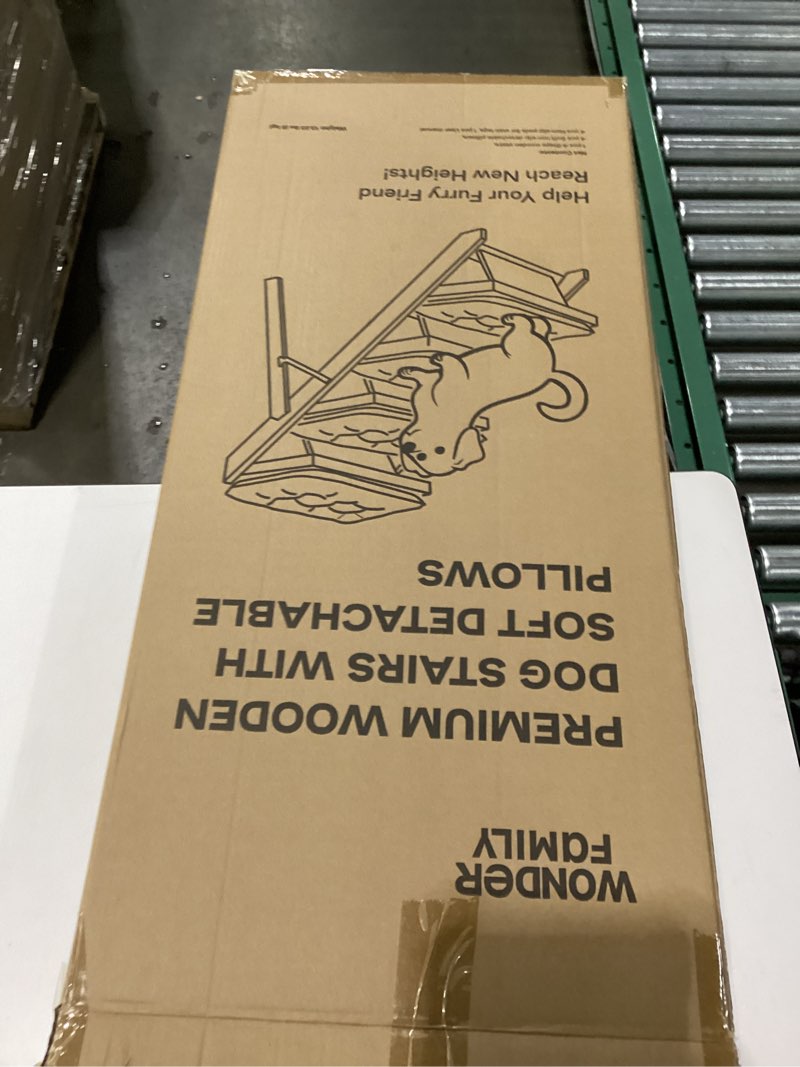 WONDER
FAMILY
PREMIUM WOODEN
DOG STAIRS WITH
SOFT DETACHABLE
PILLOWS
Help Your Furry Friend
Reach New Heights!